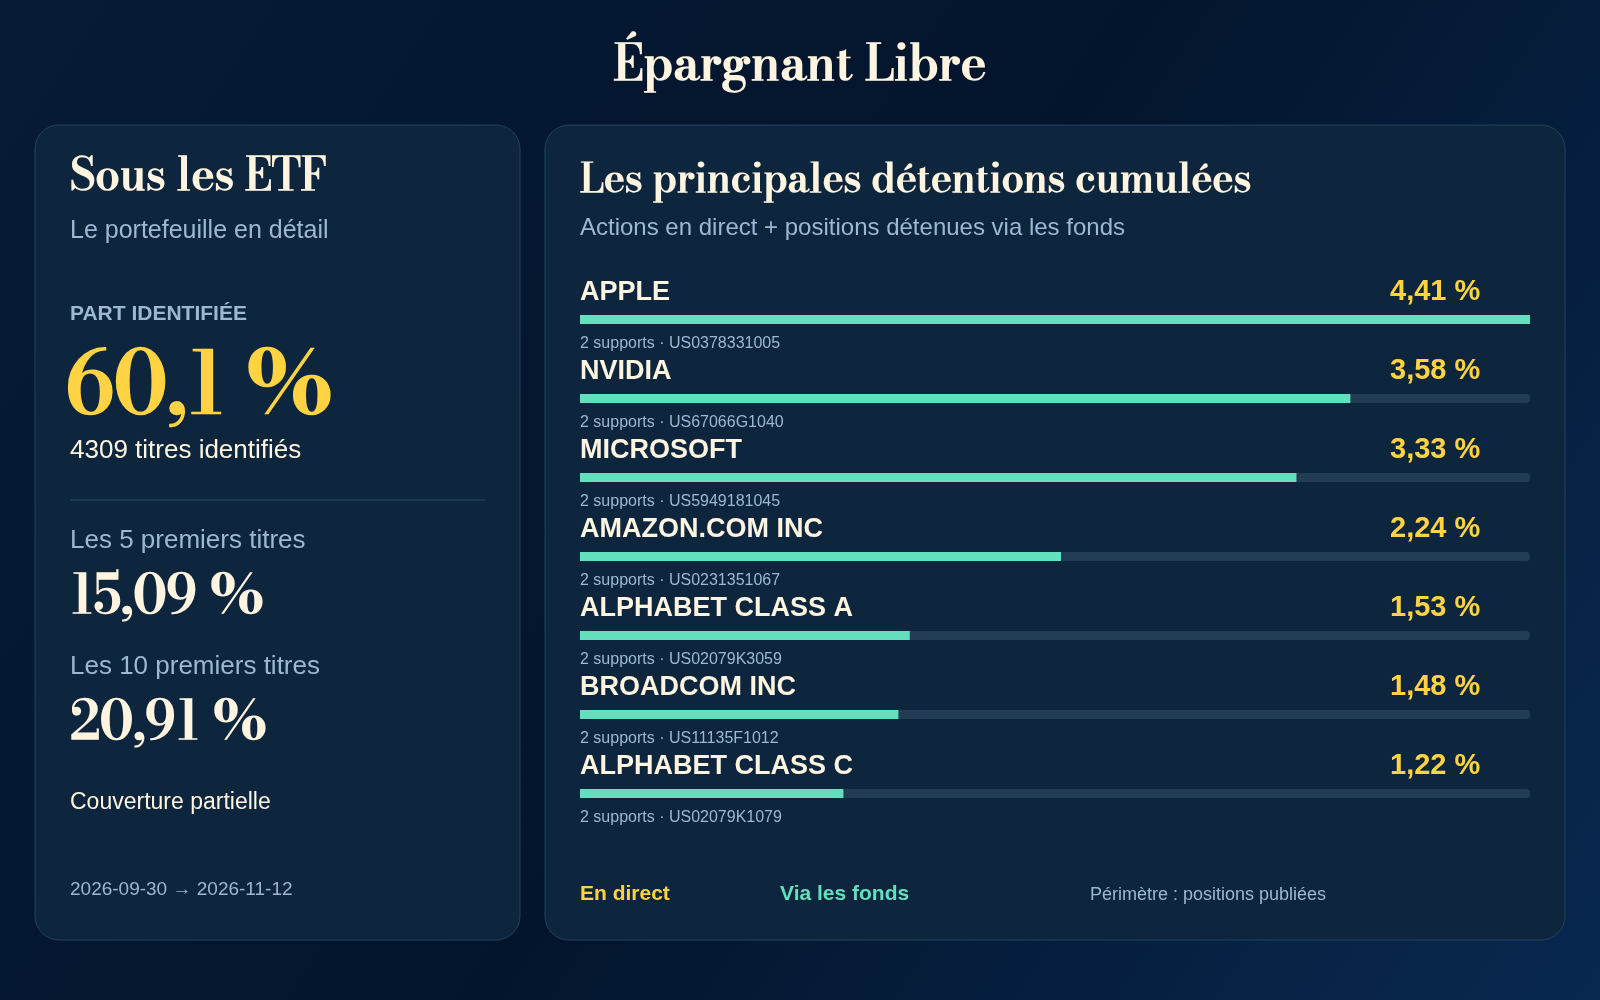 Épargnant Libre
Sous les ETF
Le portefeuille en détail
PART IDENTIFIÉE
60,1 %
4309 titres identifiés
Les 5 premiers titres
15,09 %
Les 10 premiers titres
20,91 %
Couverture partielle
2026-09-30 → 2026-11-12
Les principales détentions cumulées
Actions en direct + positions détenues via les fonds
APPLE 4,41 %
2 supports · US0378331005
NVIDIA 3,58 %
2 supports · US67066G1040
MICROSOFT 3,33 %
2 supports · US5949181045
AMAZON.COM INC 2,24 %
2 supports · US0231351067
ALPHABET CLASS A 1,53 %
2 supports · US02079K3059
BROADCOM INC 1,48 %
2 supports · US11135F1012
ALPHABET CLASS C 1,22 %
2 supports · US02079K1079
En direct Via les fonds Périmètre : positions publiées